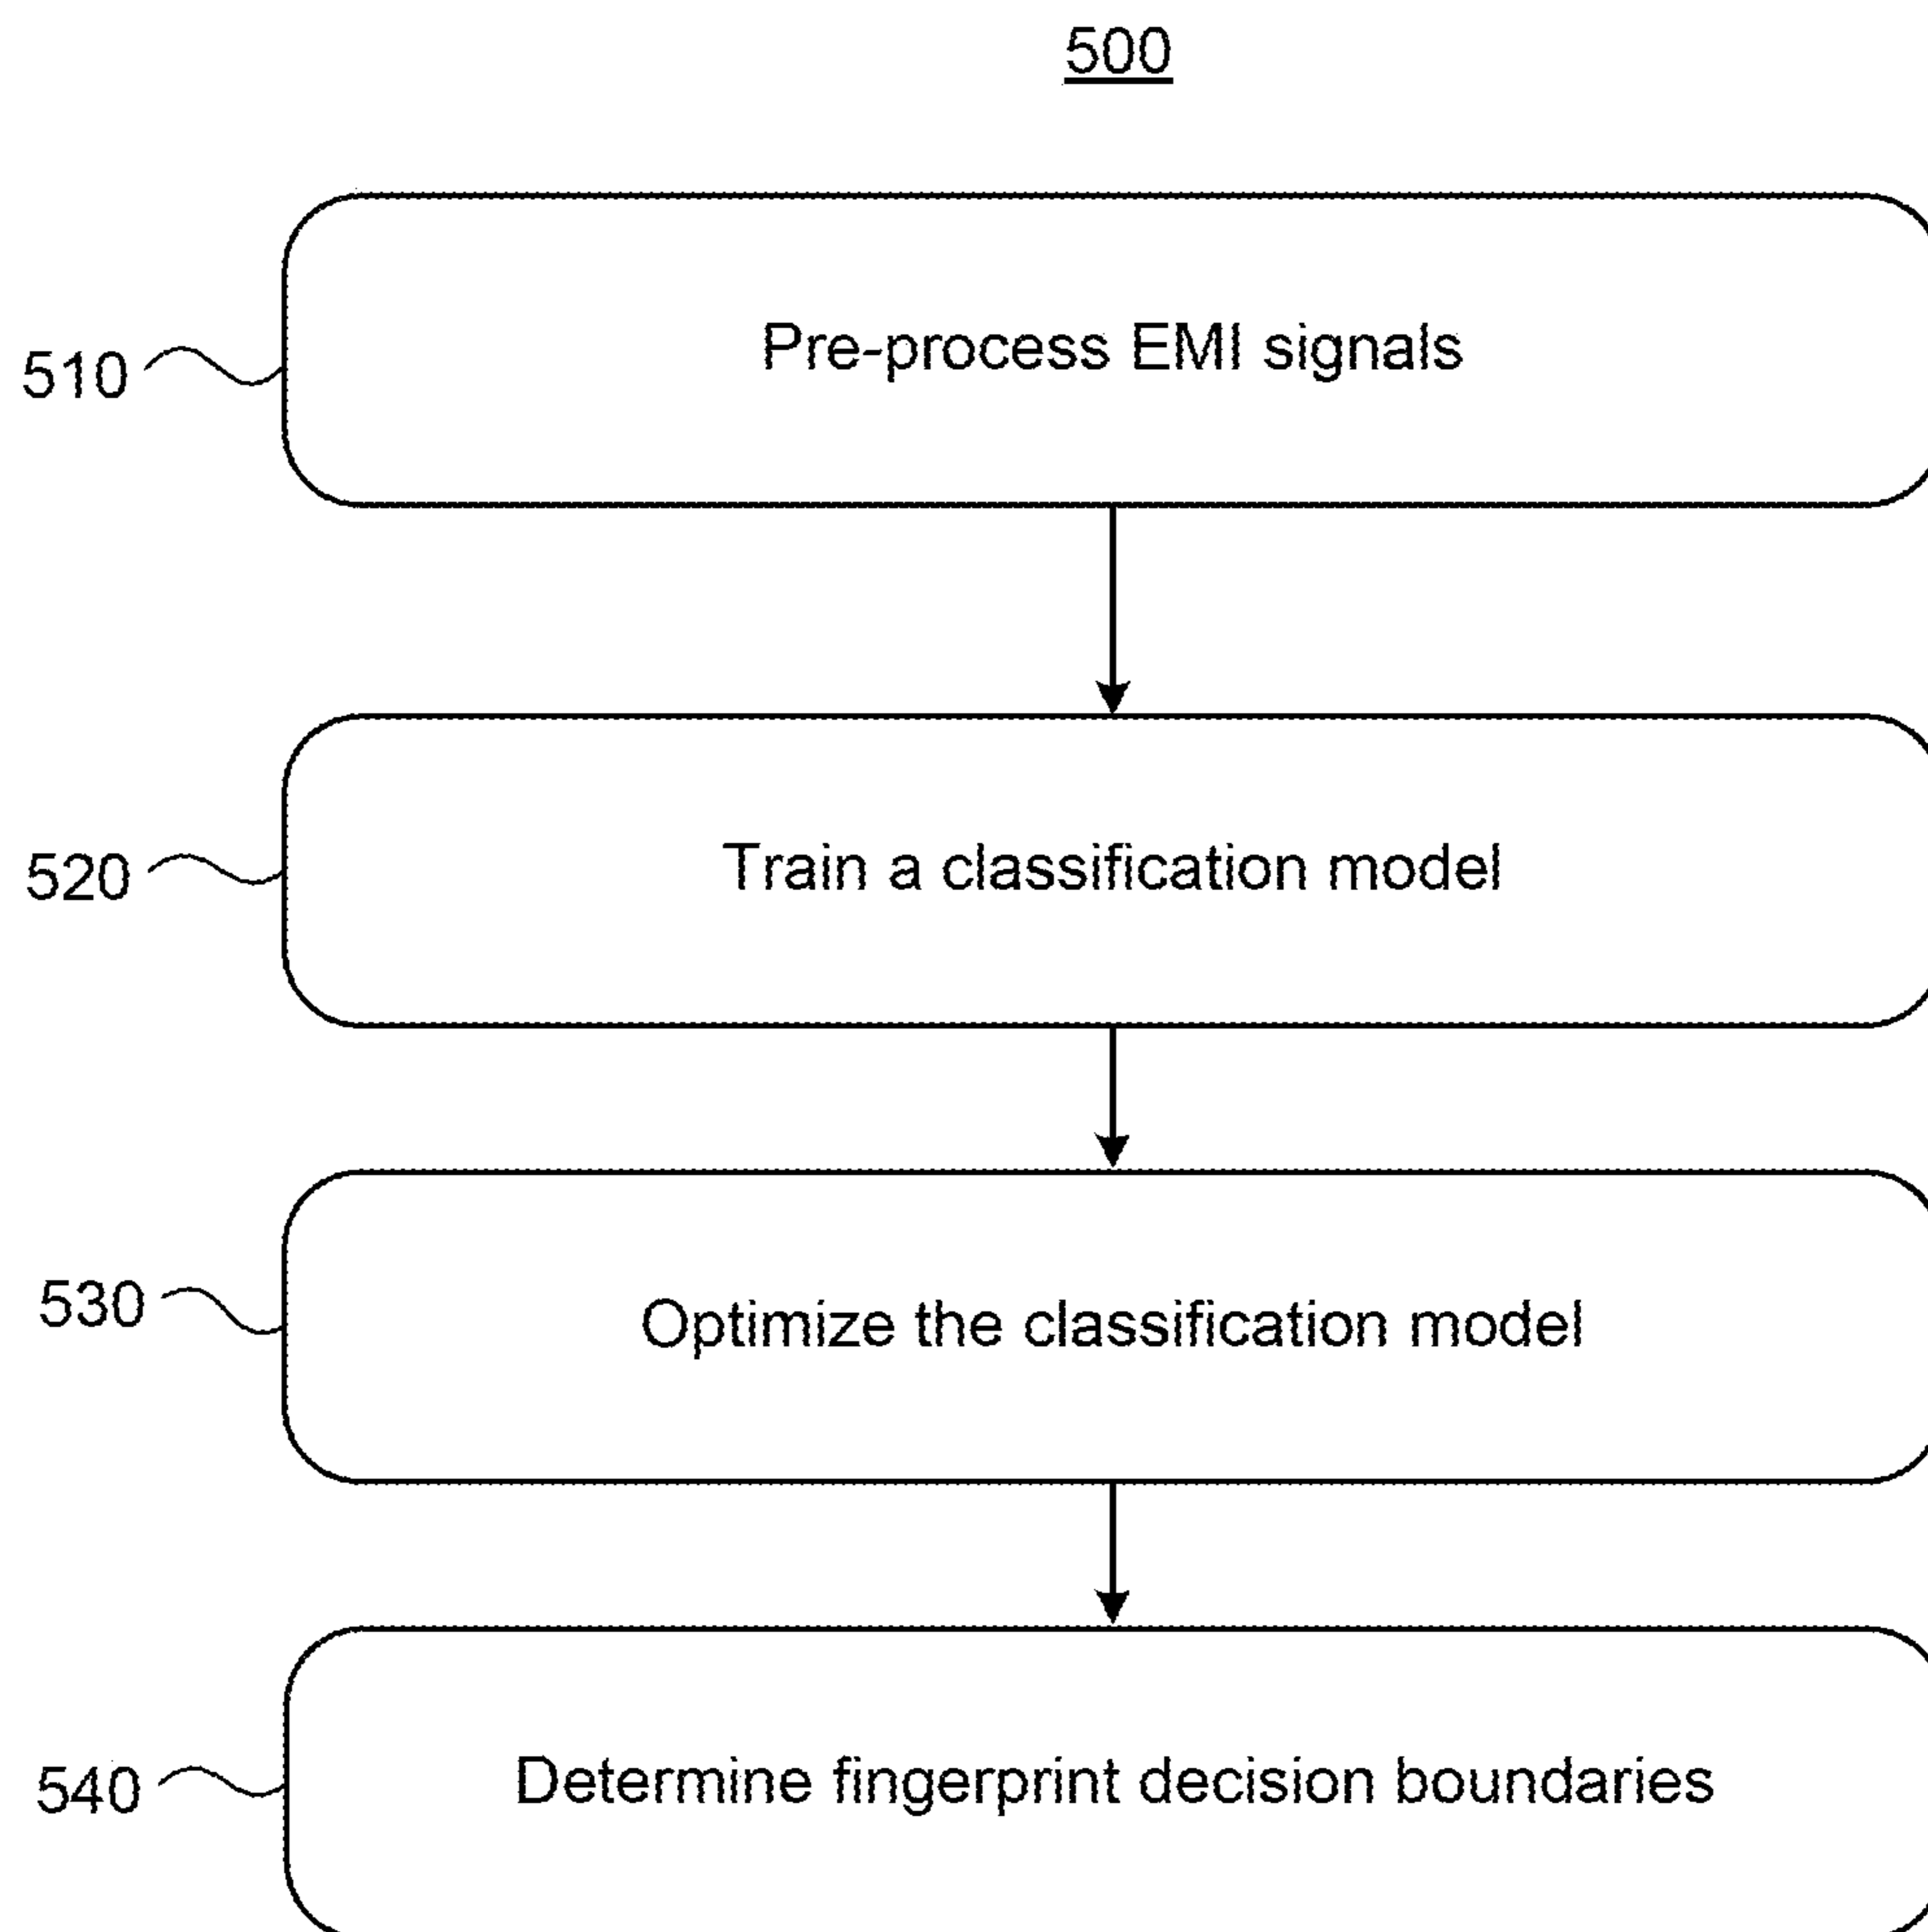 500
Pre-process EMI signals
510
Train a classification model
520
Optimize the classification model
530
Determine fingerprint decision boundaries
540